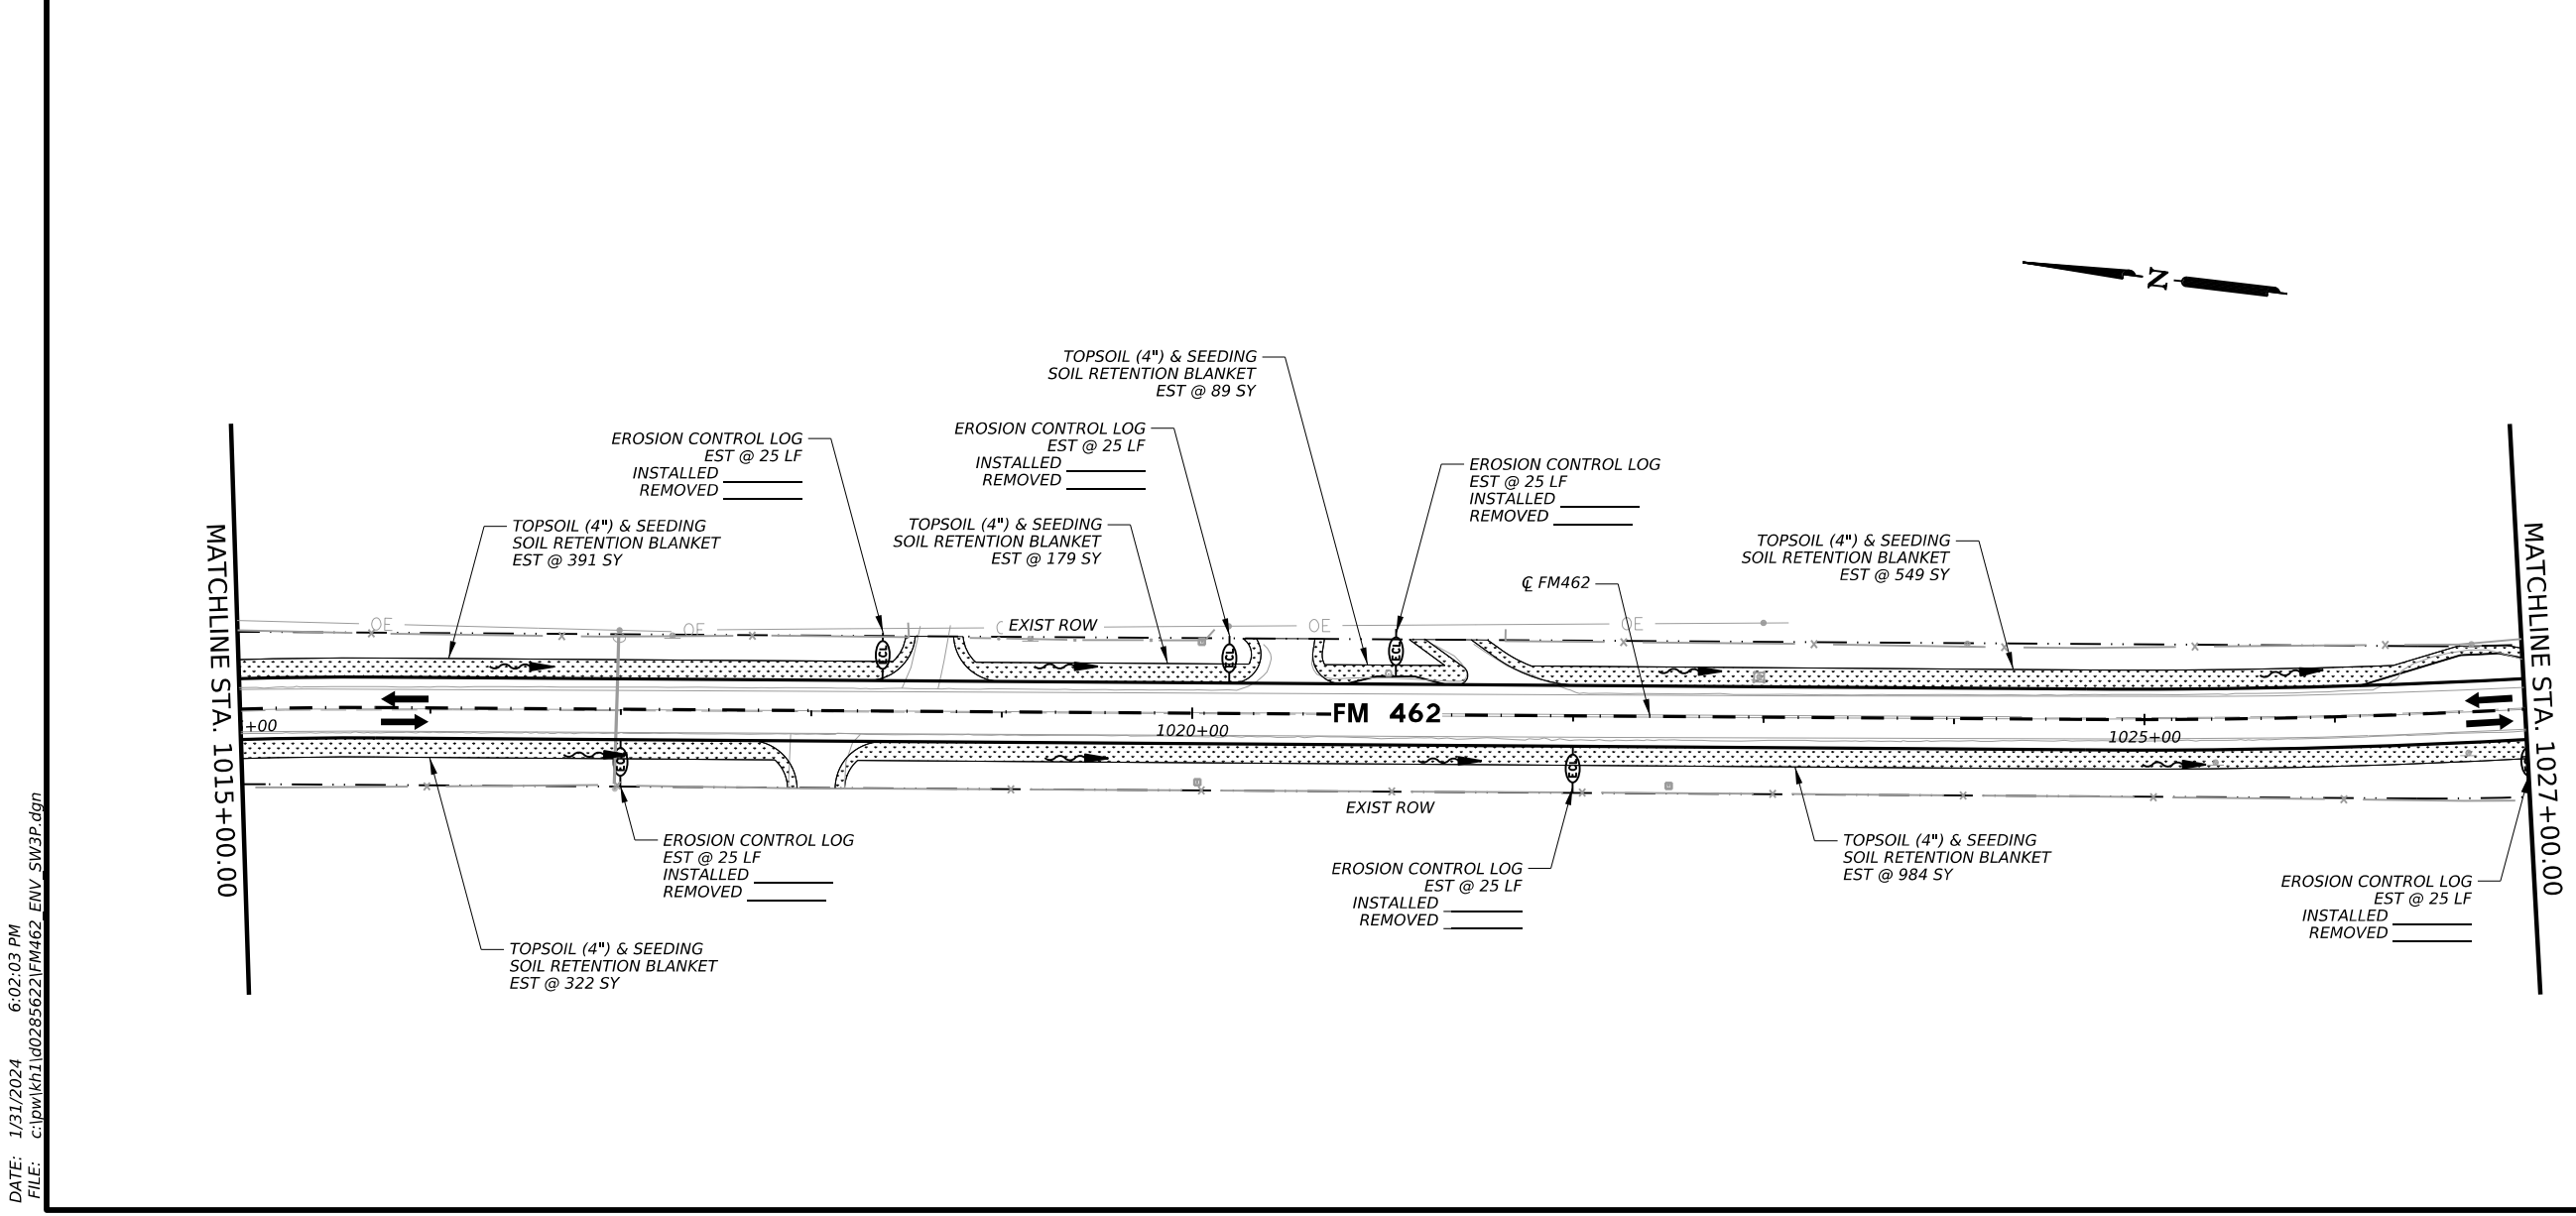 N
TOPSOIL (4") & SEEDING
SOIL RETENTION BLANKET
EST @ 89 SY
EROSION CONTROL LOG
EST @ 25 LF
INSTALLED
REMOVED
EROSION CONTROL LOG
EST @ 25 LF
INSTALLED
REMOVED
EROSION CONTROL LOG
EST @ 25 LF
INSTALLED
REMOVED
TOPSOIL (4") & SEEDING
SOIL RETENTION BLANKET
EST @ 391 SY
TOPSOIL (4") & SEEDING
SOIL RETENTION BLANKET
EST @ 179 SY
TOPSOIL (4") & SEEDING
SOIL RETENTION BLANKET
EST @ 549 SY
℄ FM462
MATCHLINE STA. 1015+00.00
MATCHLINE STA. 1027+00.00
OE
OE
EXIST ROW
OE
OE
ECL
ECL
ECL
FM 462
+00
1020+00
1025+00
ECL
ECL
EXIST ROW
EROSION CONTROL LOG
EST @ 25 LF
INSTALLED
REMOVED
EROSION CONTROL LOG
EST @ 25 LF
INSTALLED
REMOVED
TOPSOIL (4") & SEEDING
SOIL RETENTION BLANKET
EST @ 984 SY
EROSION CONTROL LOG
EST @ 25 LF
INSTALLED
REMOVED
TOPSOIL (4") & SEEDING
SOIL RETENTION BLANKET
EST @ 322 SY
DATE: 1/31/2024 6:02:03 PM
FILE: c:\pw\kh1\d0285622\FM462_ENV_SW3P.dgn